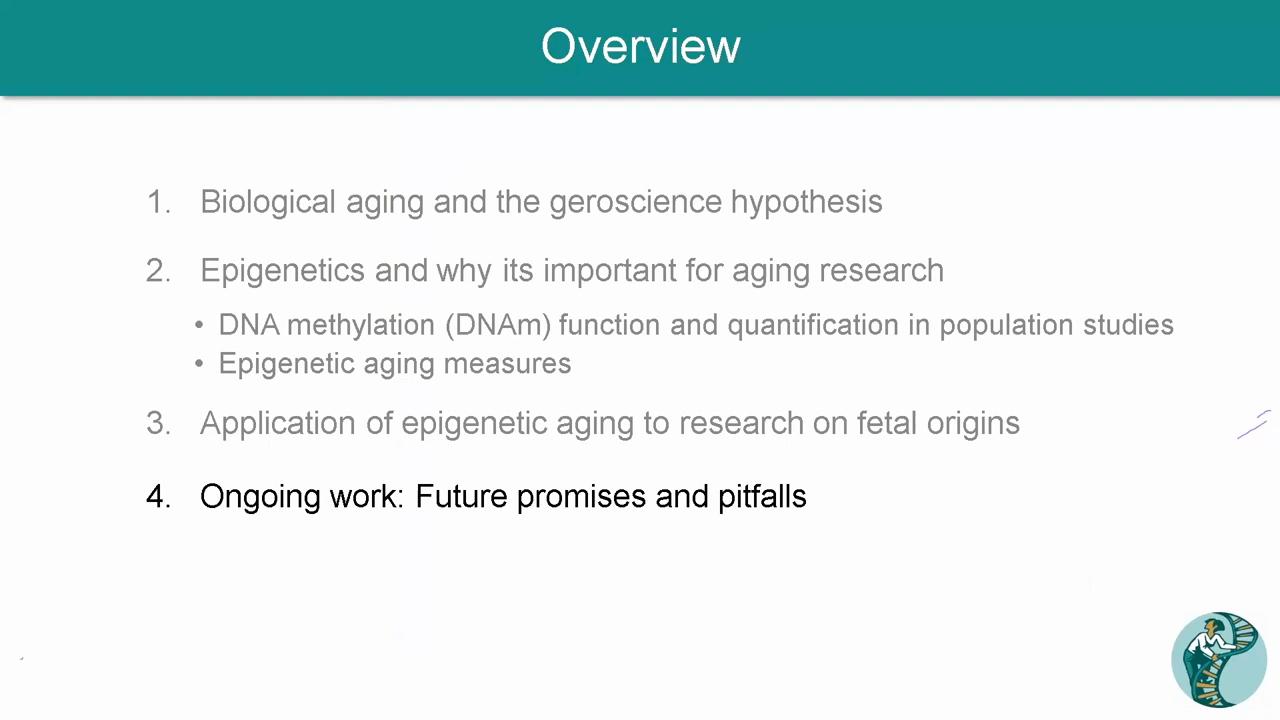 Overview
1. Biological aging and the geroscience hypothesis
2. Epigenetics and why its important for aging research
• DNA methylation (DNAm) function and quantification in population studies
• Epigenetic aging measures
3. Application of epigenetic aging to research on fetal origins
4. Ongoing work: Future promises and pitfalls